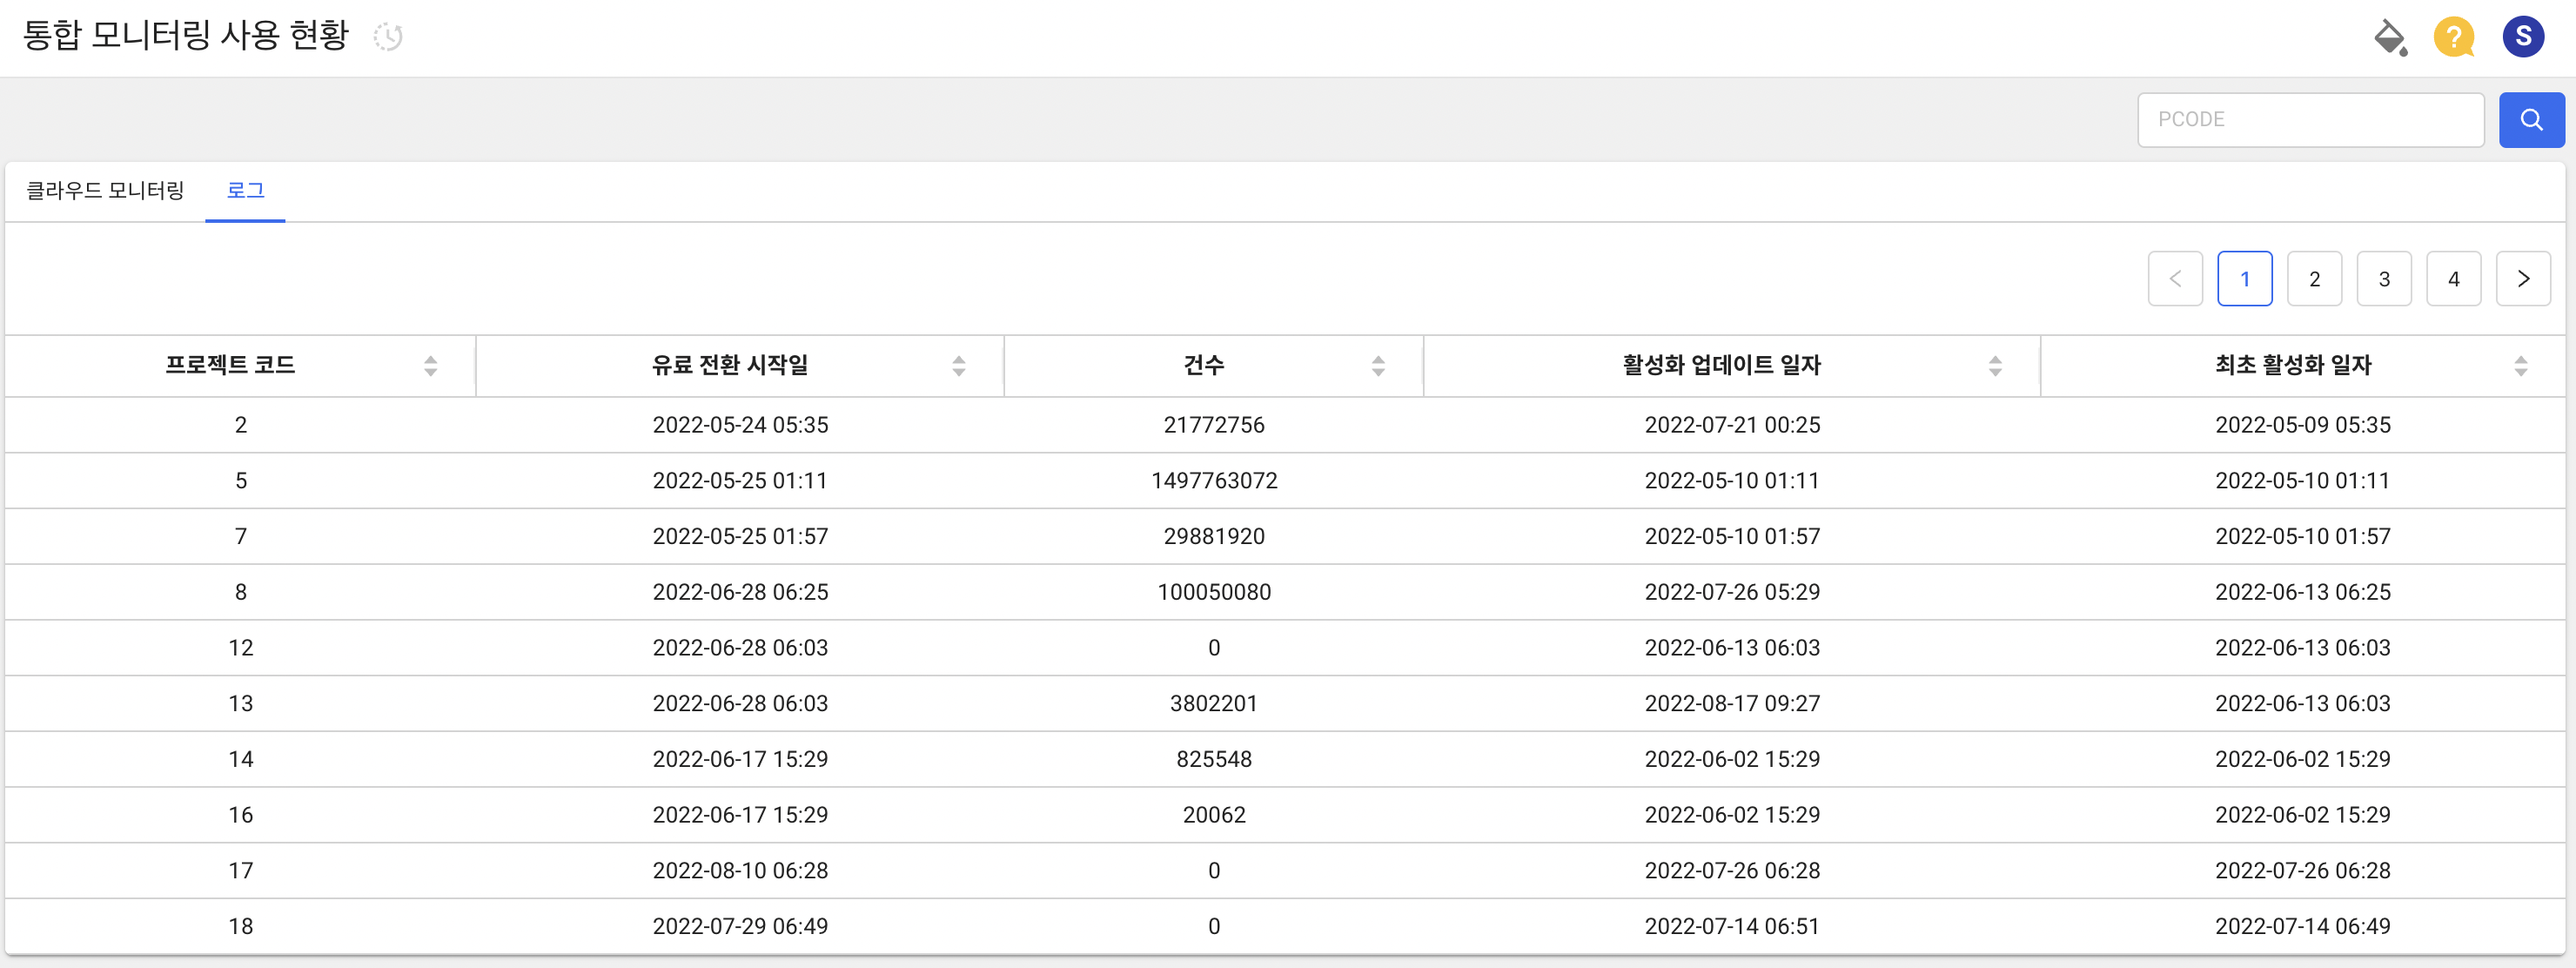 통합 모니터링 사용 현황
? S
PCODE
클라우드 모니터링 로그
1 2 3 4
프로젝트 코드 유료 전환 시작일 건수 활성화 업데이트 일자 최초 활성화 일자
2 2022-05-24 05:35 21772756 2022-07-21 00:25 2022-05-09 05:35
5 2022-05-25 01:11 1497763072 2022-05-10 01:11 2022-05-10 01:11
7 2022-05-25 01:57 29881920 2022-05-10 01:57 2022-05-10 01:57
8 2022-06-28 06:25 100050080 2022-07-26 05:29 2022-06-13 06:25
12 2022-06-28 06:03 0 2022-06-13 06:03 2022-06-13 06:03
13 2022-06-28 06:03 3802201 2022-08-17 09:27 2022-06-13 06:03
14 2022-06-17 15:29 825548 2022-06-02 15:29 2022-06-02 15:29
16 2022-06-17 15:29 20062 2022-06-02 15:29 2022-06-02 15:29
17 2022-08-10 06:28 0 2022-07-26 06:28 2022-07-26 06:28
18 2022-07-29 06:49 0 2022-07-14 06:51 2022-07-14 06:49